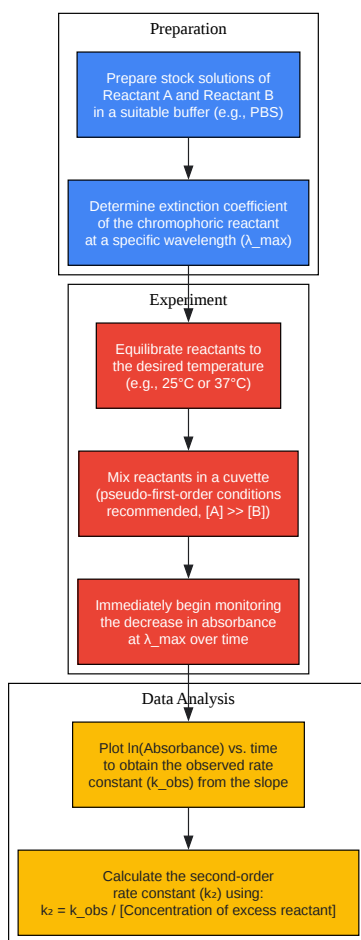 Preparation
Prepare stock solutions of
Reactant A and Reactant B
in a suitable buffer (e.g., PBS)
Determine extinction coefficient
of the chromophoric reactant
at a specific wavelength (λ_max)
Experiment
Equilibrate reactants to
the desired temperature
(e.g., 25°C or 37°C)
Mix reactants in a cuvette
(pseudo-first-order conditions
recommended, [A] >> [B])
Immediately begin monitoring
the decrease in absorbance
at λ_max over time
Data Analysis
Plot ln(Absorbance) vs. time
to obtain the observed rate
constant (k_obs) from the slope
Calculate the second-order
rate constant (k₂) using:
k₂ = k_obs / [Concentration of excess reactant]